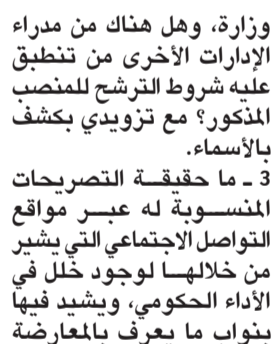 وزارة، وهل هناك من مدراء
الإدارات الأخرى من تنطبق
عليه شروط الترشح للمنصب
المذكور؟ مع تزويدي بكشف
بالأسماء.
3 ـ ما حقيقة التصريحات
المنسوبة له عبر مواقع
التواصل الاجتماعي التي يشير
من خلالها لوجود خلل في
الأداء الحكومي، ويشيد فيها
بنواب ما يعرف بالمعارضة